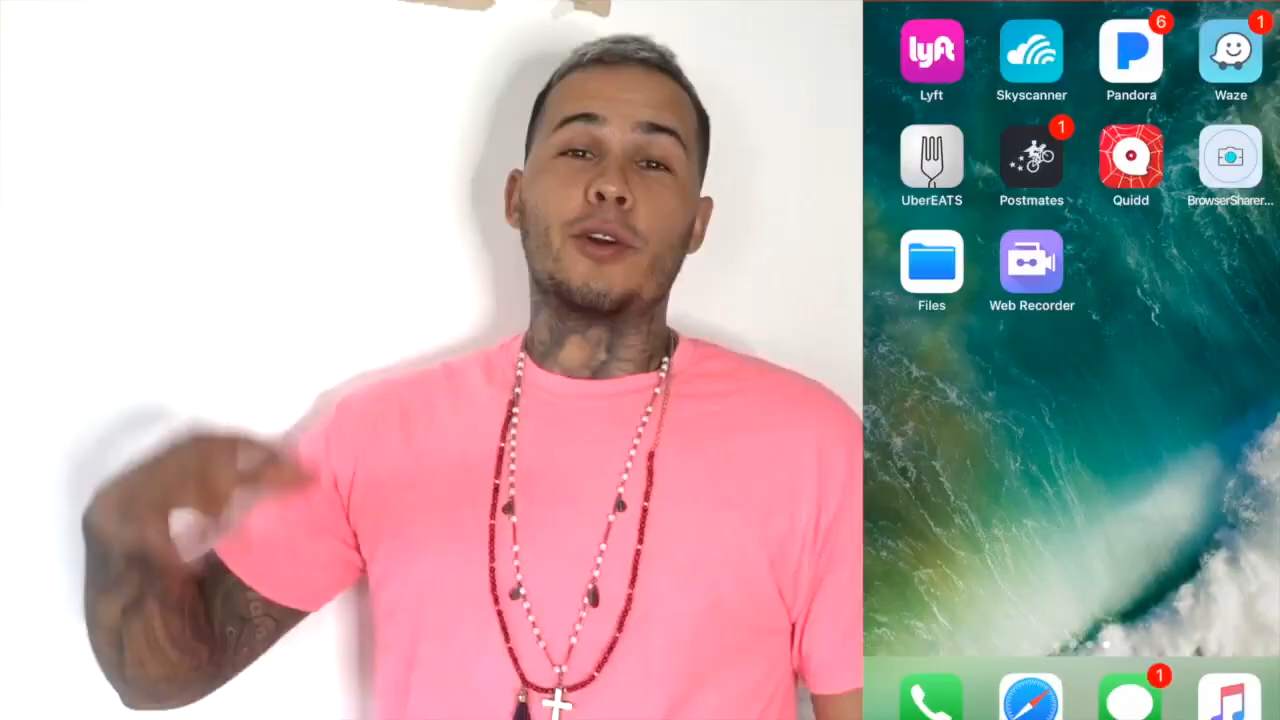 lyft
6
1
Lyft
Skyscanner
Pandora
Waze
1
UberEATS
Postmates
Quidd
BrowserSharer...
Files
Web Recorder
1